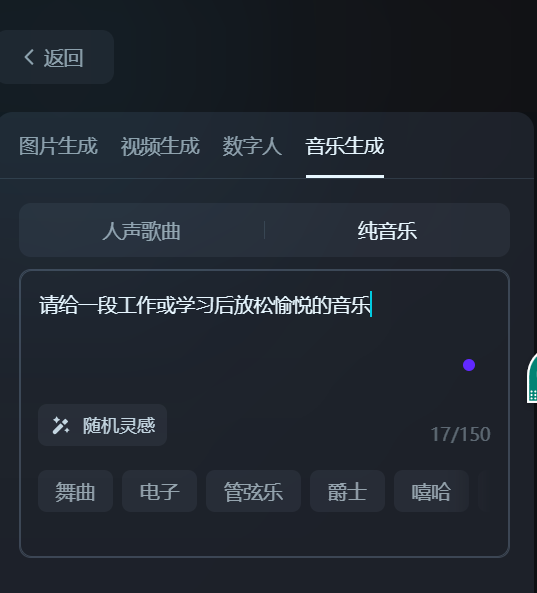 返回
图片生成 视频生成 数字人 音乐生成
人声歌曲 纯音乐
请给一段工作或学习后放松愉悦的音乐
随机灵感 17/150
舞曲 电子 管弦乐 爵士 嘻哈